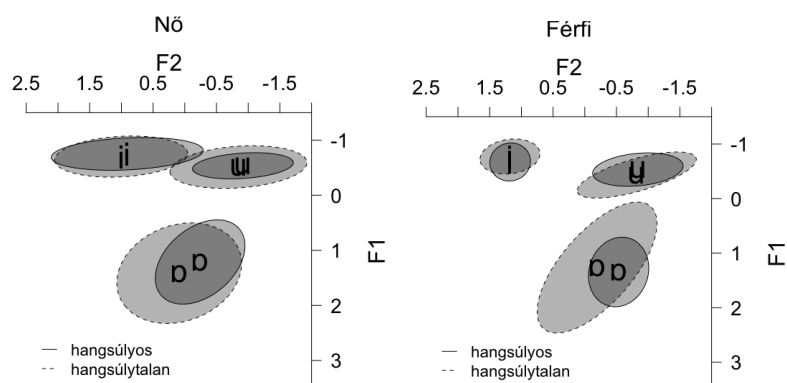 Nő
F2
2.5 1.5 0.5 -0.5 -1.5
-1
0
1
2
3
F1
i i
u u
ɒ ɒ
hangsúlyos
hangsúlytalan
Férfi
F2
2.5 1.5 0.5 -0.5 -1.5
-1
0
1
2
3
F1
i i
u u
ɒ ɒ
hangsúlyos
hangsúlytalan